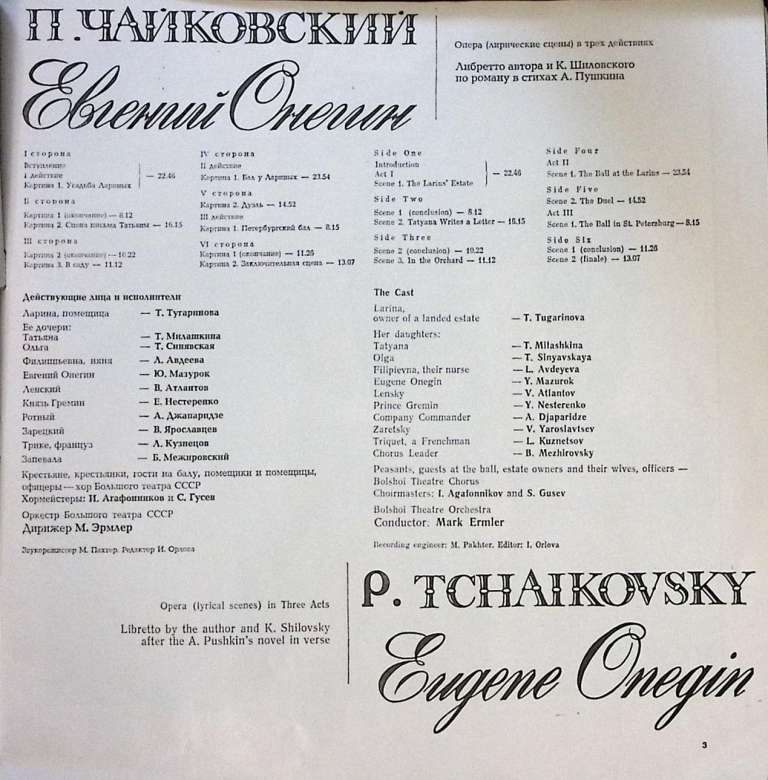 П. ЧАЙКОВСКИЙ
Евгений Онегин
Опера (лирические сцены) в трех действиях
Либретто автора и К. Шиловского
по роману в стихах А. Пушкина
I сторона
Вступление
I действие
Картина 1. Усадьба Лариных
— 22.46
II сторона
Картина 1 (окончание) — 8.12
Картина 2. Сцена письма Татьяны — 16.15
III сторона
Картина 2 (окончание) — 10.22
Картина 3. В саду — 11.12
IV сторона
II действие
Картина 1. Бал у Лариных — 23.54
V сторона
Картина 2. Дуэль — 14.52
III действие
Картина 1. Петербургский бал — 8.15
VI сторона
Картина 1 (окончание) — 11.26
Картина 2. Заключительная сцена — 13.07
Side One
Introduction
Act I
Scene 1. The Larins' Estate
— 22.46
Side Two
Scene 1 (conclusion) — 8.12
Scene 2. Tatyana Writes a Letter — 16.15
Side Three
Scene 2 (conclusion) — 10.22
Scene 3. In the Orchard — 11.12
Side Four
Act II
Scene 1. The Ball at the Larins — 23.54
Side Five
Scene 2. The Duel — 14.52
Act III
Scene 1. The Ball in St. Petersburg — 8.15
Side Six
Scene 1 (conclusion) — 11.26
Scene 2 (finale) — 13.07
Действующие лица и исполнители
Ларина, помещица — Т. Тугаринова
Ее дочери:
Татьяна — Т. Милашкина
Ольга — Т. Синявская
Филиппьевна, няня — Л. Авдеева
Евгений Онегин — Ю. Мазурок
Ленский — В. Атлантов
Князь Гремин — Е. Нестеренко
Ротный — А. Джапаридзе
Зарецкий — В. Ярославцев
Трике, француз — Л. Кузнецов
Запевала — Б. Межировский
Крестьяне, крестьянки, гости на балу, помещики и помещицы,
офицеры — хор Большого театра СССР
Хормейстеры: И. Агафонников и С. Гусев
Оркестр Большого театра СССР
Дирижер М. Эрмлер
Звукорежиссер М. Пахтер. Редактор И. Орлова
The Cast
Larina,
owner of a landed estate — T. Tugarinova
Her daughters:
Tatyana — T. Milashkina
Olga — T. Sinyavskaya
Filipievna, their nurse — L. Avdeyeva
Eugene Onegin — Y. Mazurok
Lensky — V. Atlantov
Prince Gremin — Y. Nesterenko
Company Commander — A. Djaparidze
Zaretsky — V. Yaroslavtsev
Triquet, a Frenchman — L. Kuznetsov
Chorus Leader — B. Mezhirovsky
Peasants, guests at the ball, estate owners and their wives, officers —
Bolshoi Theatre Chorus
Choirmasters: I. Agafonnikov and S. Gusev
Bolshoi Theatre Orchestra
Conductor: Mark Ermler
Recording engineer: M. Pakhter. Editor: I. Orlova
Opera (lyrical scenes) in Three Acts
Libretto by the author and K. Shilovsky
after the A. Pushkin's novel in verse
P. TCHAIKOVSKY
Eugene Onegin
3